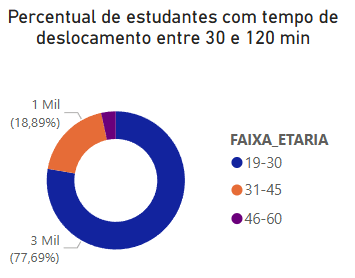 Percentual de estudantes com tempo de
deslocamento entre 30 e 120 min
1 Mil
(18,89%)
3 Mil
(77,69%)
FAIXA_ETARIA
19-30
31-45
46-60